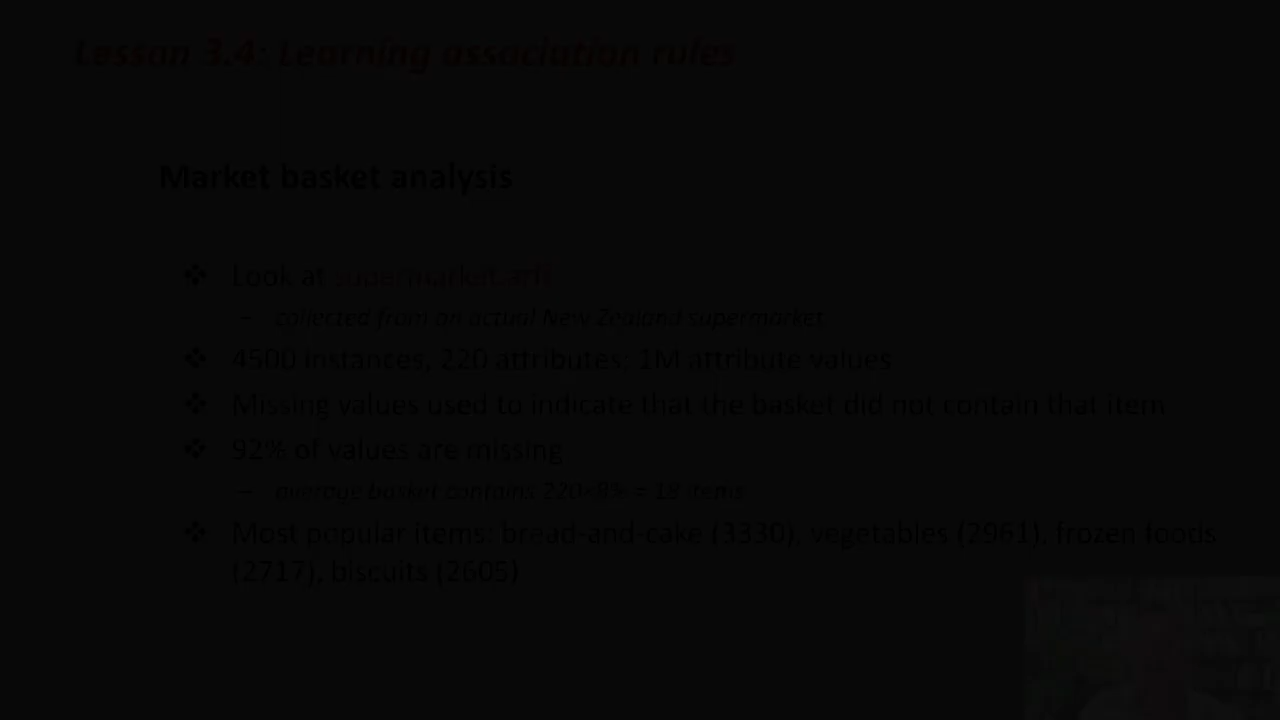 Lesson 3.4: Learning association rules
Market basket analysis
❖ Look at supermarket.arff
– collected from an actual New Zealand supermarket
❖ 4500 instances, 220 attributes; 1M attribute values
❖ Missing values used to indicate that the basket did not contain that item
❖ 92% of values are missing
– average basket contains 220×8% = 18 items
❖ Most popular items: bread-and-cake (3330), vegetables (2961), frozen foods
(2717), biscuits (2605)